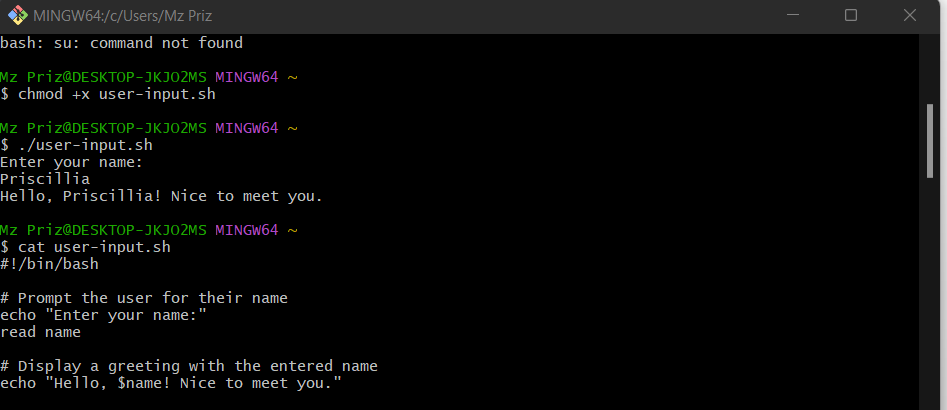 MINGW64:/c/Users/Mz Priz
bash: su: command not found
Mz Priz@DESKTOP-JKJO2MS MINGW64 ~
$ chmod +x user-input.sh
Mz Priz@DESKTOP-JKJO2MS MINGW64 ~
$ ./user-input.sh
Enter your name:
Priscillia
Hello, Priscillia! Nice to meet you.
Mz Priz@DESKTOP-JKJO2MS MINGW64 ~
$ cat user-input.sh
#!/bin/bash
# Prompt the user for their name
echo "Enter your name:"
read name
# Display a greeting with the entered name
echo "Hello, $name! Nice to meet you."